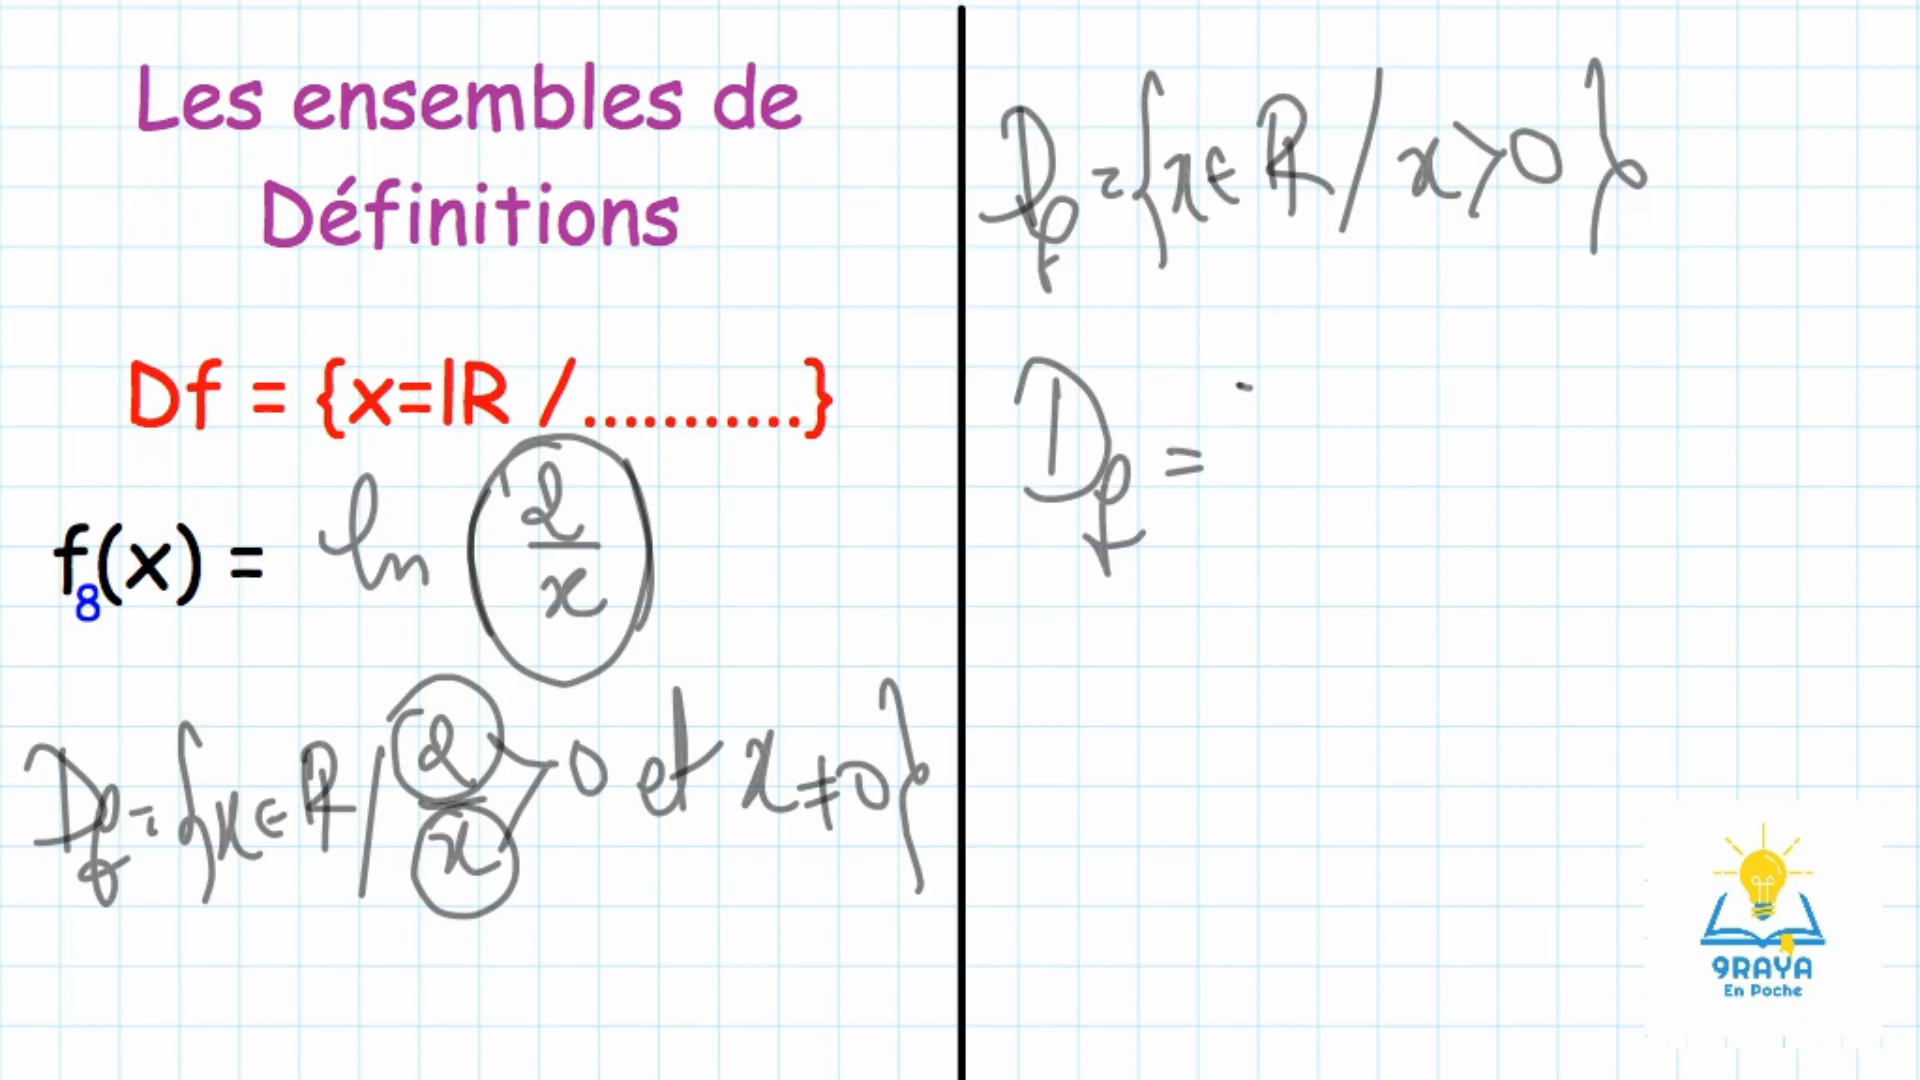 Les ensembles de
Définitions
Df = {x=lR /...........}
f₈(x) = ln 2/x
Df = {x ∈ ℝ / 2/x > 0 et x ≠ 0}
Df = {x ∈ ℝ / x > 0}
Df =
9RAYA
En Poche